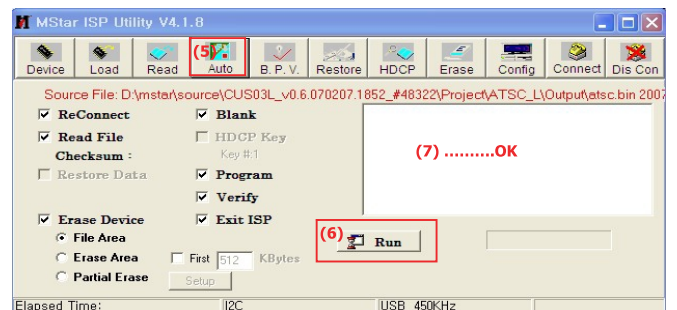 MStar ISP Utility V4.1.8
(5)
Device Load Read Auto B. P. V. Restore HDCP Erase Config Connect Dis Con
Source File: D:\mstar\source\CUS03L_v0.6.070207.1852_#48322\Project\ATSC_L\Output\atsc.bin 2007
ReConnect Blank
Read File HDCP Key
Checksum : Key #:1
(7) ..........OK
Restore Data Program
Verify
Erase Device Exit ISP
(6) Run
File Area
Erase Area First 512 KBytes
Partial Erase Setup
Elapsed Time: I2C USB 450KHz